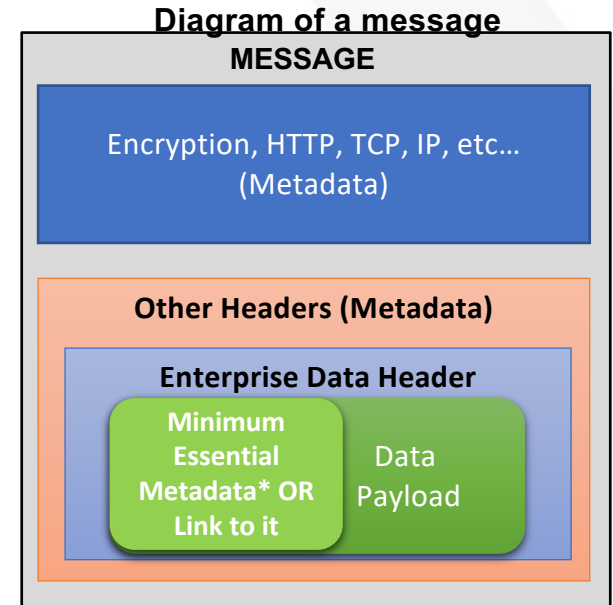 Diagram of a message
MESSAGE
Encryption, HTTP, TCP, IP, etc…
(Metadata)
Other Headers (Metadata)
Enterprise Data Header
Minimum
Essential
Metadata* OR
Link to it
Data
Payload